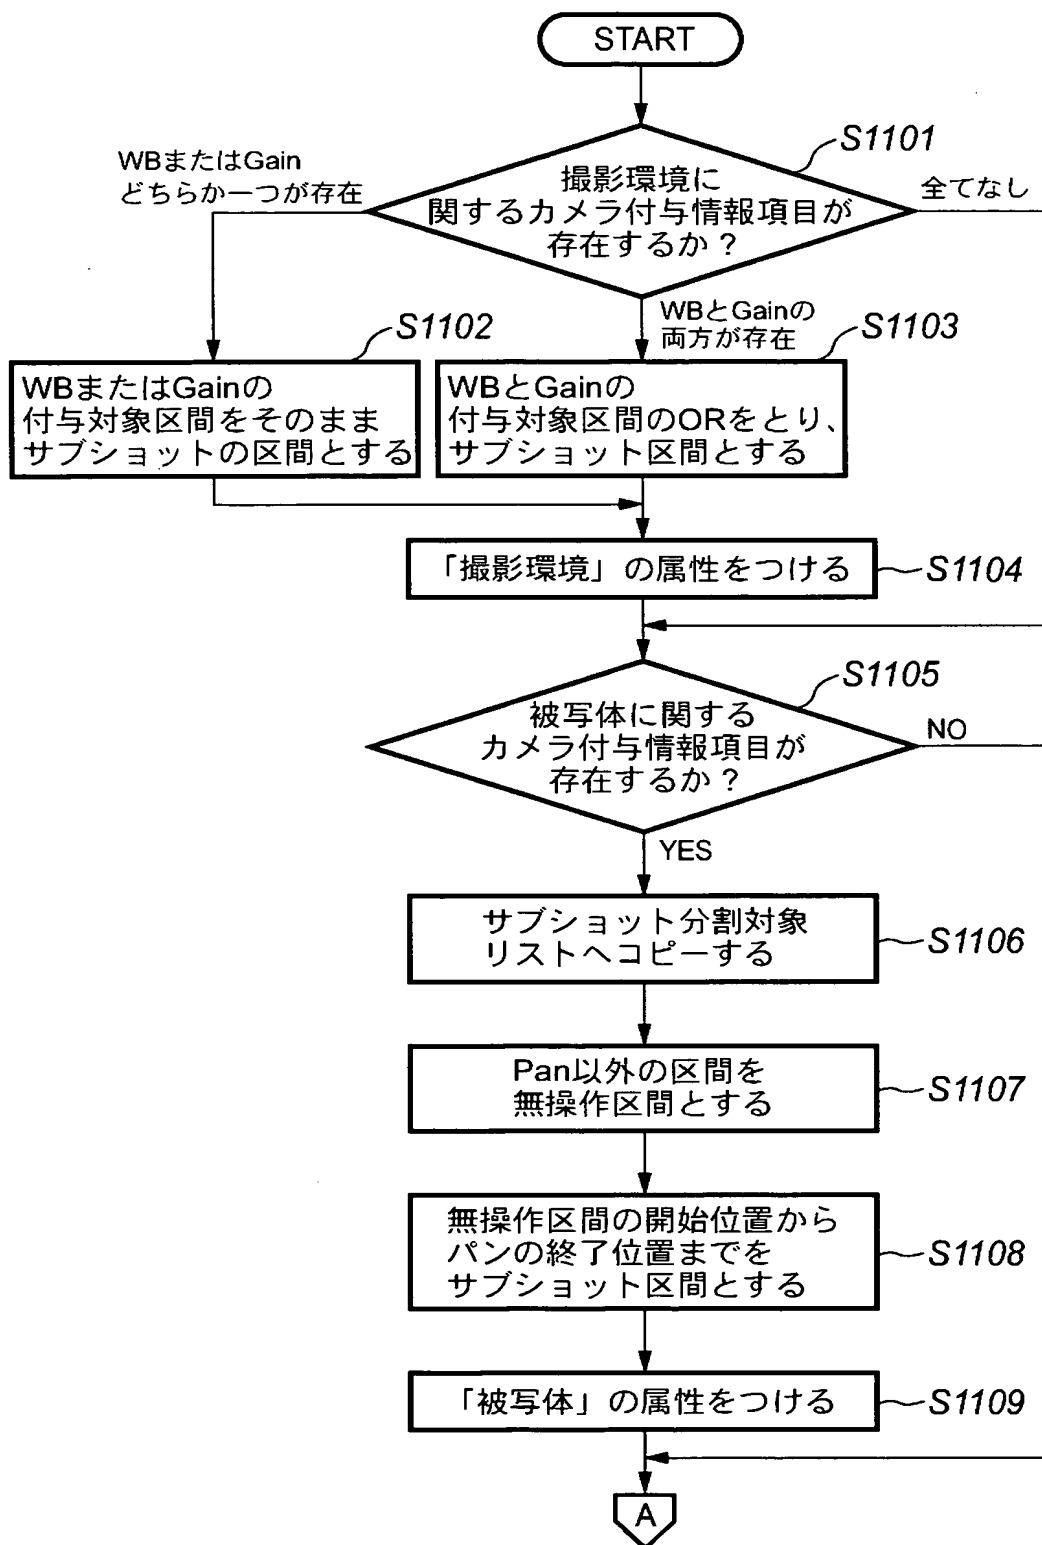 START
S1101
WBまたはGain
どちらか一つが存在
撮影環境に
関するカメラ付与情報項目が
存在するか？
全てなし
S1102
WBとGainの
両方が存在
S1103
WBまたはGainの
付与対象区間をそのまま
サブショットの区間とする
WBとGainの
付与対象区間のORをとり、
サブショット区間とする
「撮影環境」の属性をつける
S1104
S1105
被写体に関する
カメラ付与情報項目が
存在するか？
NO
YES
サブショット分割対象
リストへコピーする
S1106
Pan以外の区間を
無操作区間とする
S1107
無操作区間の開始位置から
パンの終了位置までを
サブショット区間とする
S1108
「被写体」の属性をつける
S1109
A